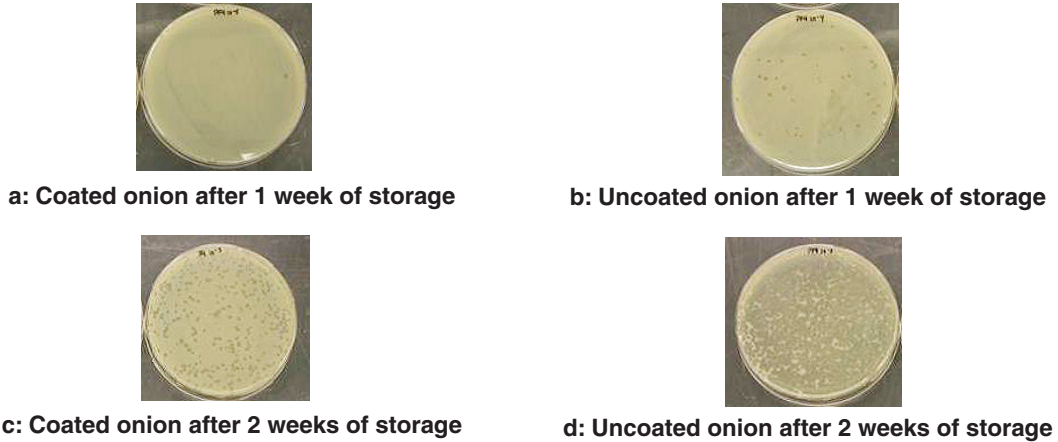 a: Coated onion after 1 week of storage
b: Uncoated onion after 1 week of storage
c: Coated onion after 2 weeks of storage
d: Uncoated onion after 2 weeks of storage